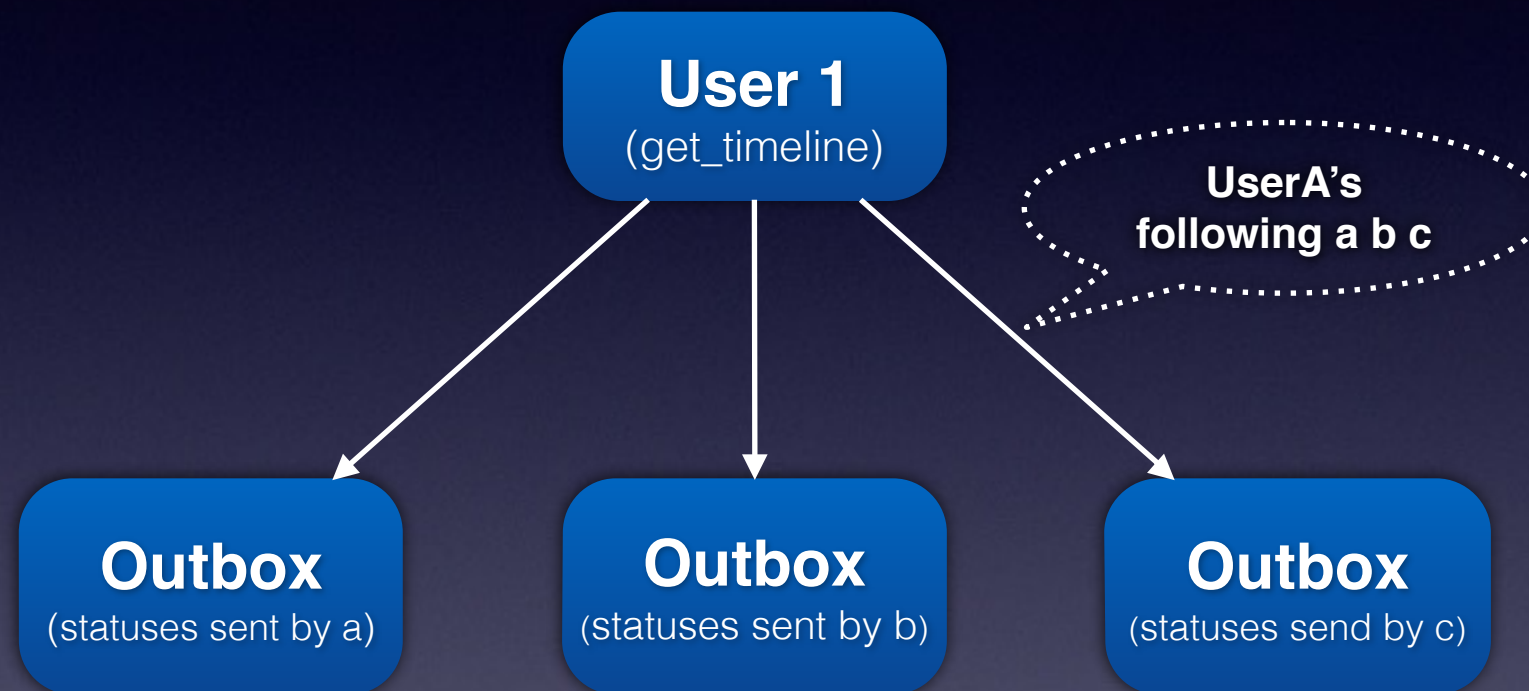 User 1
(get_timeline)
UserA’s
following a b c
Outbox
(statuses sent by a)
Outbox
(statuses sent by b)
Outbox
(statuses send by c)